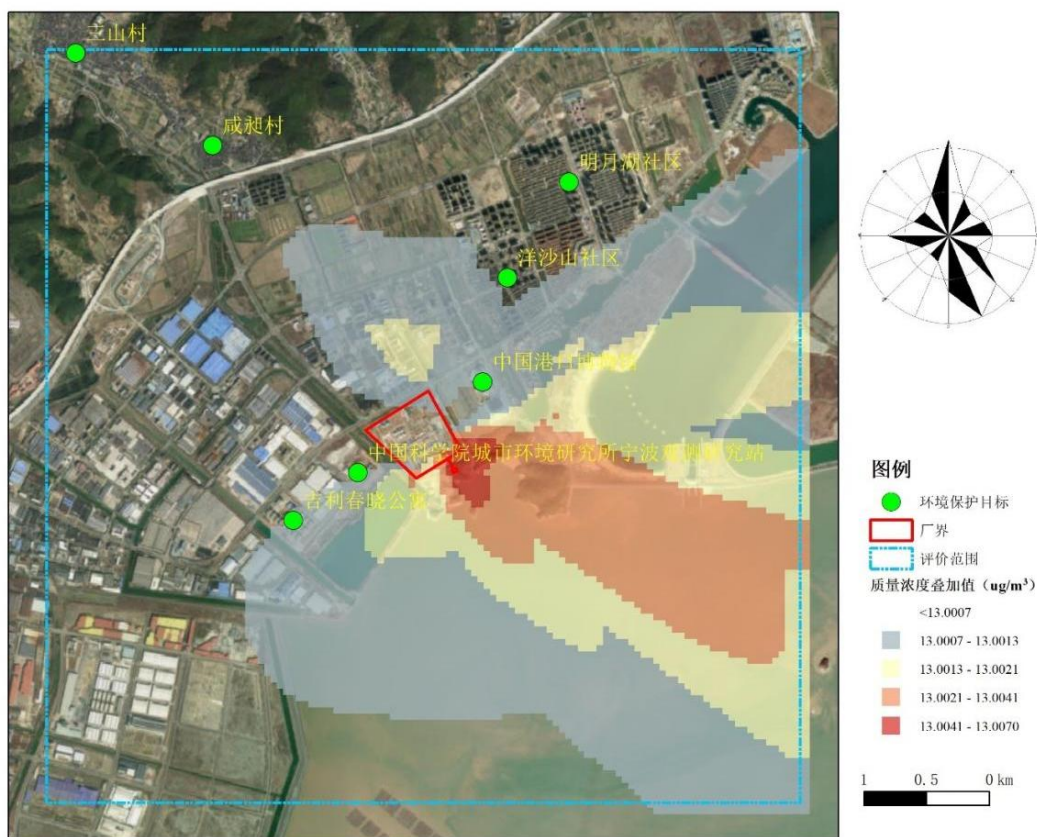 三山村
咸昶村
明月湖社区
洋沙山社区
中国港口博物馆
中国科学院城市环境研究所宁波观测研究站
吉利春晓公寓
图例
环境保护目标
厂界
评价范围
质量浓度叠加值（ug/m³）
<13.0007
13.0007 - 13.0013
13.0013 - 13.0021
13.0021 - 13.0041
13.0041 - 13.0070
1 0.5 0 km